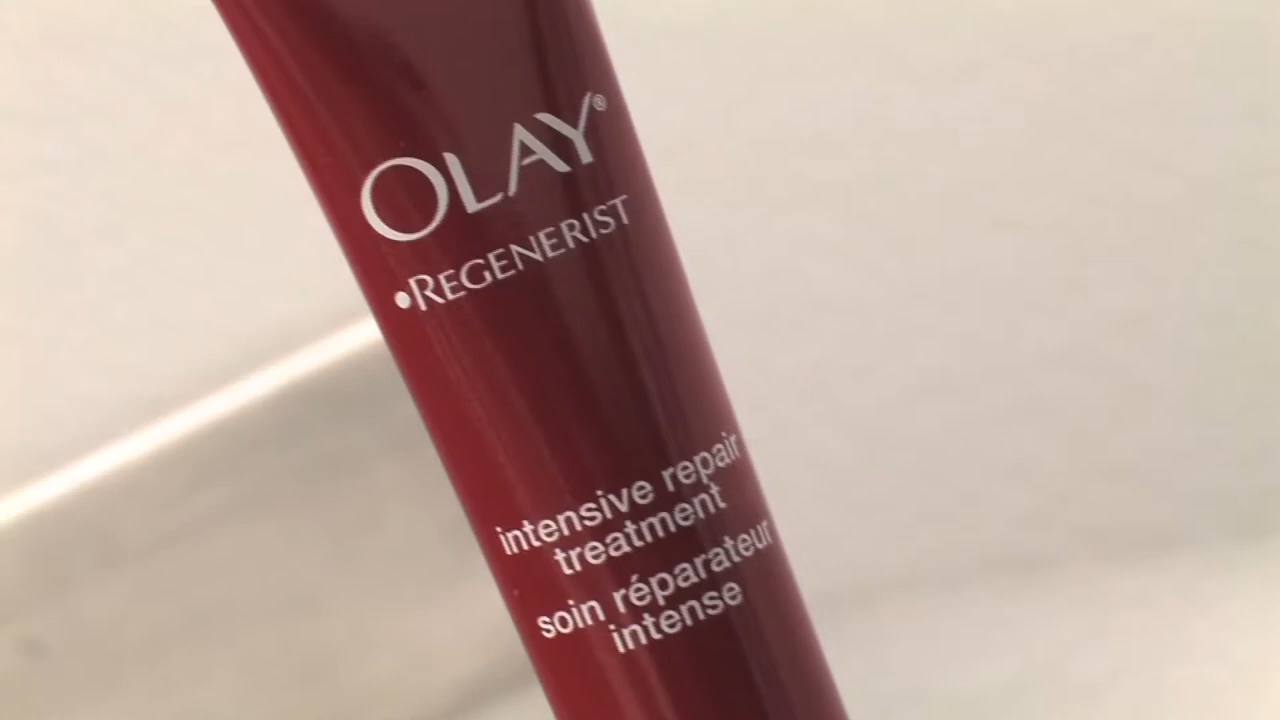 OLAY®
•REGENERIST
intensive repair
treatment
soin réparateur
intense